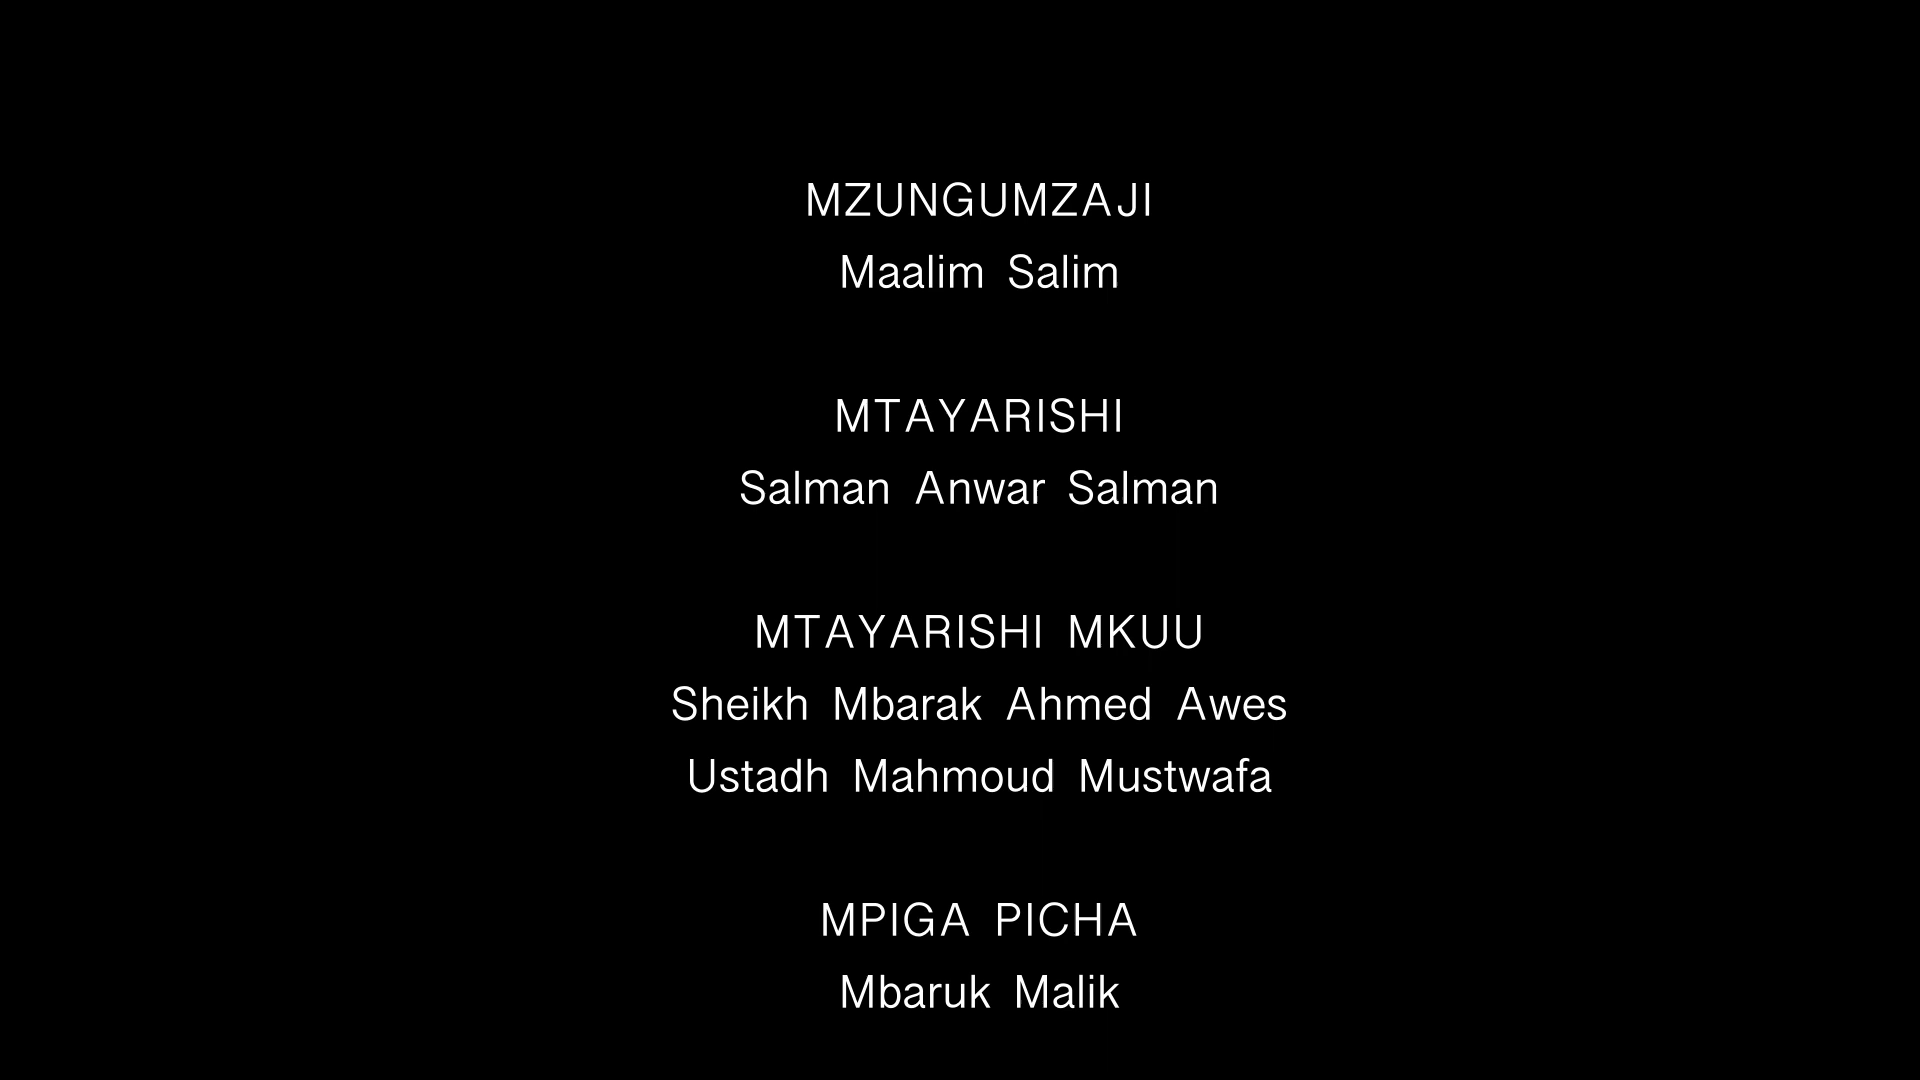 MZUNGUMZAJI
Maalim Salim
MTAYARISHI
Salman Anwar Salman
MTAYARISHI MKUU
Sheikh Mbarak Ahmed Awes
Ustadh Mahmoud Mustwafa
MPIGA PICHA
Mbaruk Malik